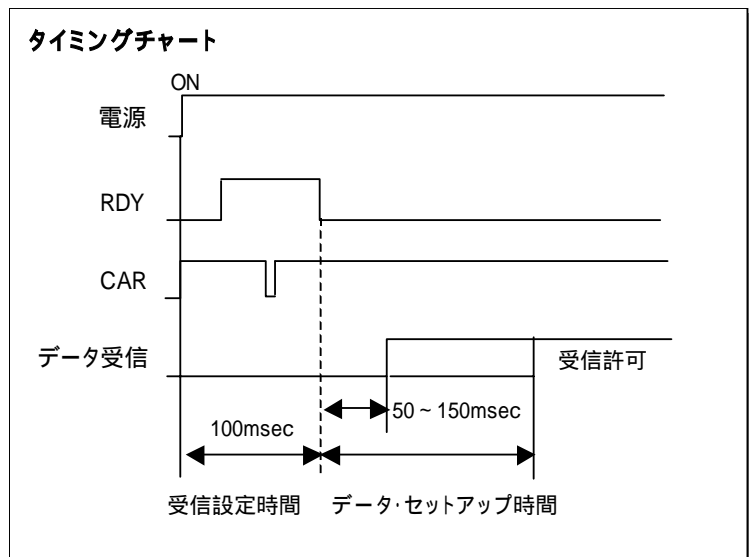 タイミングチャート
ON
電源
RDY
CAR
データ受信
受信許可
50~150msec
100msec
受信設定時間 データ・セットアップ時間